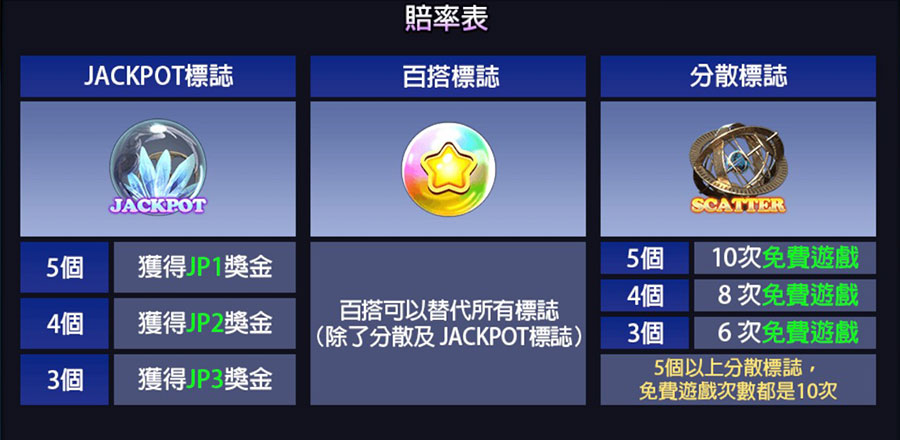 賠率表
JACKPOT標誌
JACKPOT
5個 獲得JP1獎金
4個 獲得JP2獎金
3個 獲得JP3獎金
百搭標誌
百搭可以替代所有標誌
（除了分散及 JACKPOT標誌）
分散標誌
SCATTER
5個 10次免費遊戲
4個 8 次免費遊戲
3個 6 次免費遊戲
5個以上分散標誌，
免費遊戲次數都是10次